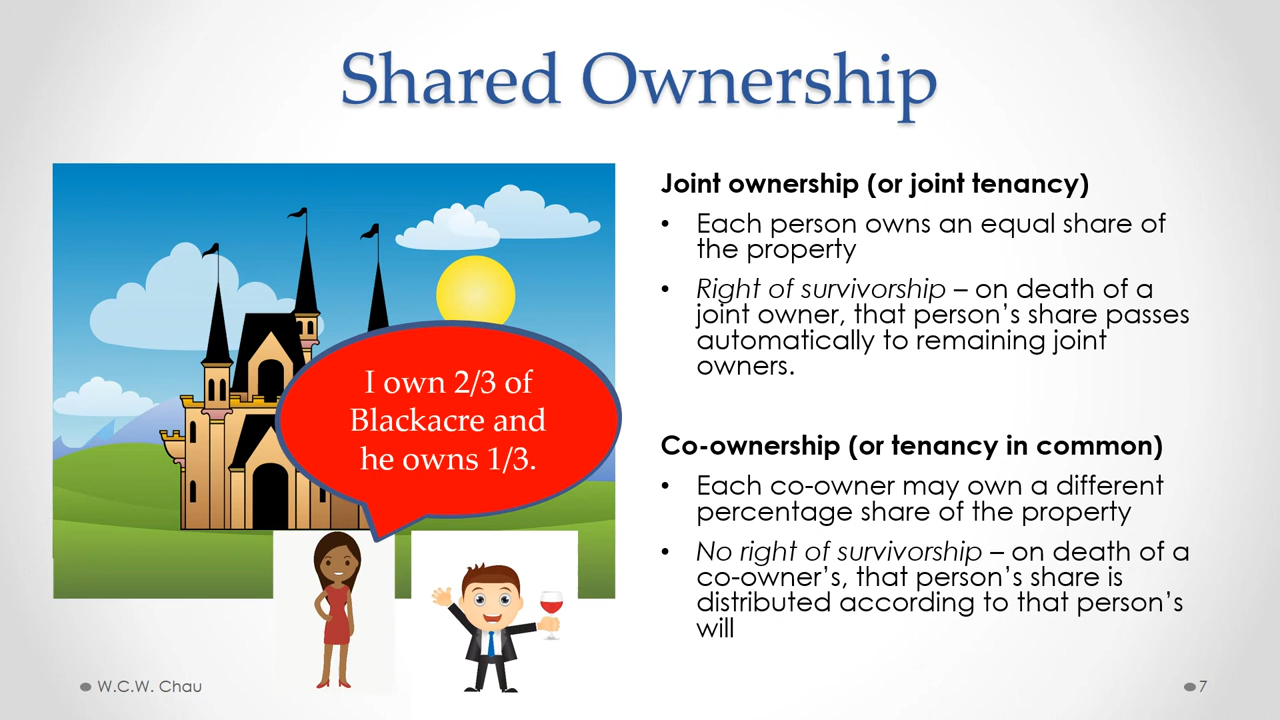 Shared Ownership
I own 2/3 of
Blackacre and
he owns 1/3.
Joint ownership (or joint tenancy)
• Each person owns an equal share of
the property
• Right of survivorship – on death of a
joint owner, that person’s share passes
automatically to remaining joint
owners.
Co-ownership (or tenancy in common)
• Each co-owner may own a different
percentage share of the property
• No right of survivorship – on death of a
co-owner’s, that person’s share is
distributed according to that person’s
will
W.C.W. Chau
7